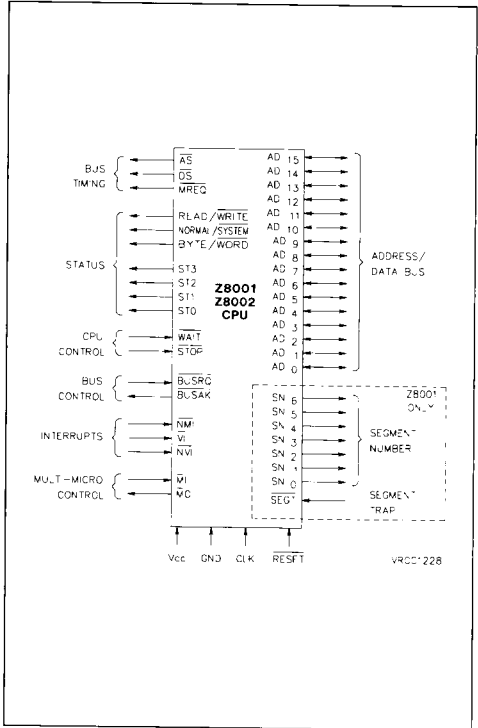 BUS
TIMING
AS
DS
MREQ
STATUS
READ/WRITE
NORMAL/SYSTEM
BYTE/WORD
ST3
ST2
ST1
ST0
CPU
CONTROL
WAIT
STOP
BUS
CONTROL
BUSRQ
BUSAK
INTERRUPTS
NMI
VI
NVI
MULT-MICRO
CONTROL
MI
MO
Z8001
Z8002
CPU
AD 15
AD 14
AD 13
AD 12
AD 11
AD 10
AD 9
AD 8
AD 7
AD 6
AD 5
AD 4
AD 3
AD 2
AD 1
AD 0
ADDRESS/
DATA BUS
Z8001
ONLY
SN 6
SN 5
SN 4
SN 3
SN 2
SN 1
SN 0
SEGMENT
NUMBER
SEGT
SEGMENT
TRAP
Vcc GND CLK RESET
VR001228